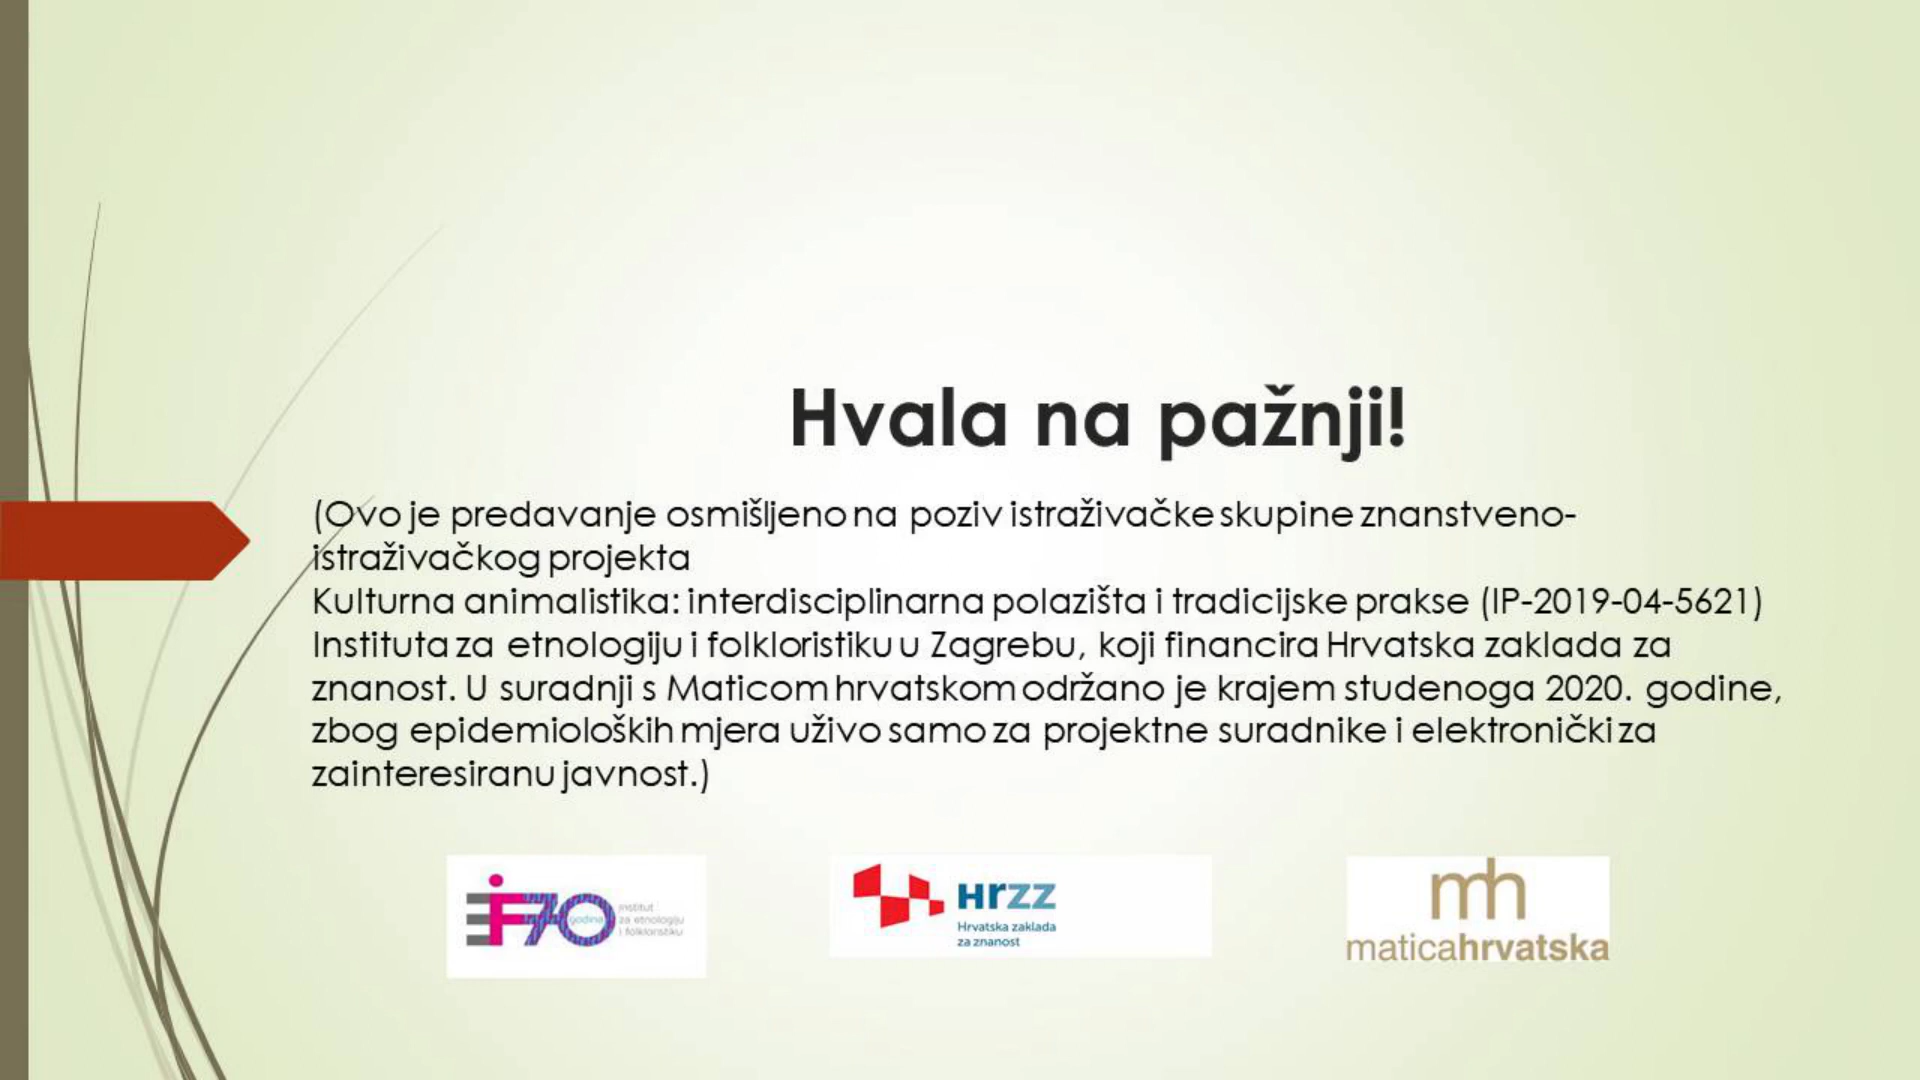 Hvala na pažnji!
(Ovo je predavanje osmišljeno na poziv istraživačke skupine znanstveno-
istraživačkog projekta
Kulturna animalistika: interdisciplinarna polazišta i tradicijske prakse (IP-2019-04-5621)
Instituta za etnologiju i folkloristiku u Zagrebu, koji financira Hrvatska zaklada za
znanost. U suradnji s Maticom hrvatskom održano je krajem studenoga 2020. godine,
zbog epidemioloških mjera uživo samo za projektne suradnike i elektronički za
zainteresiranu javnost.)
iEF70
godina
institut
za etnologiju
i folkloristiku
Hrzz
Hrvatska zaklada
za znanost
mh
maticahrvatska